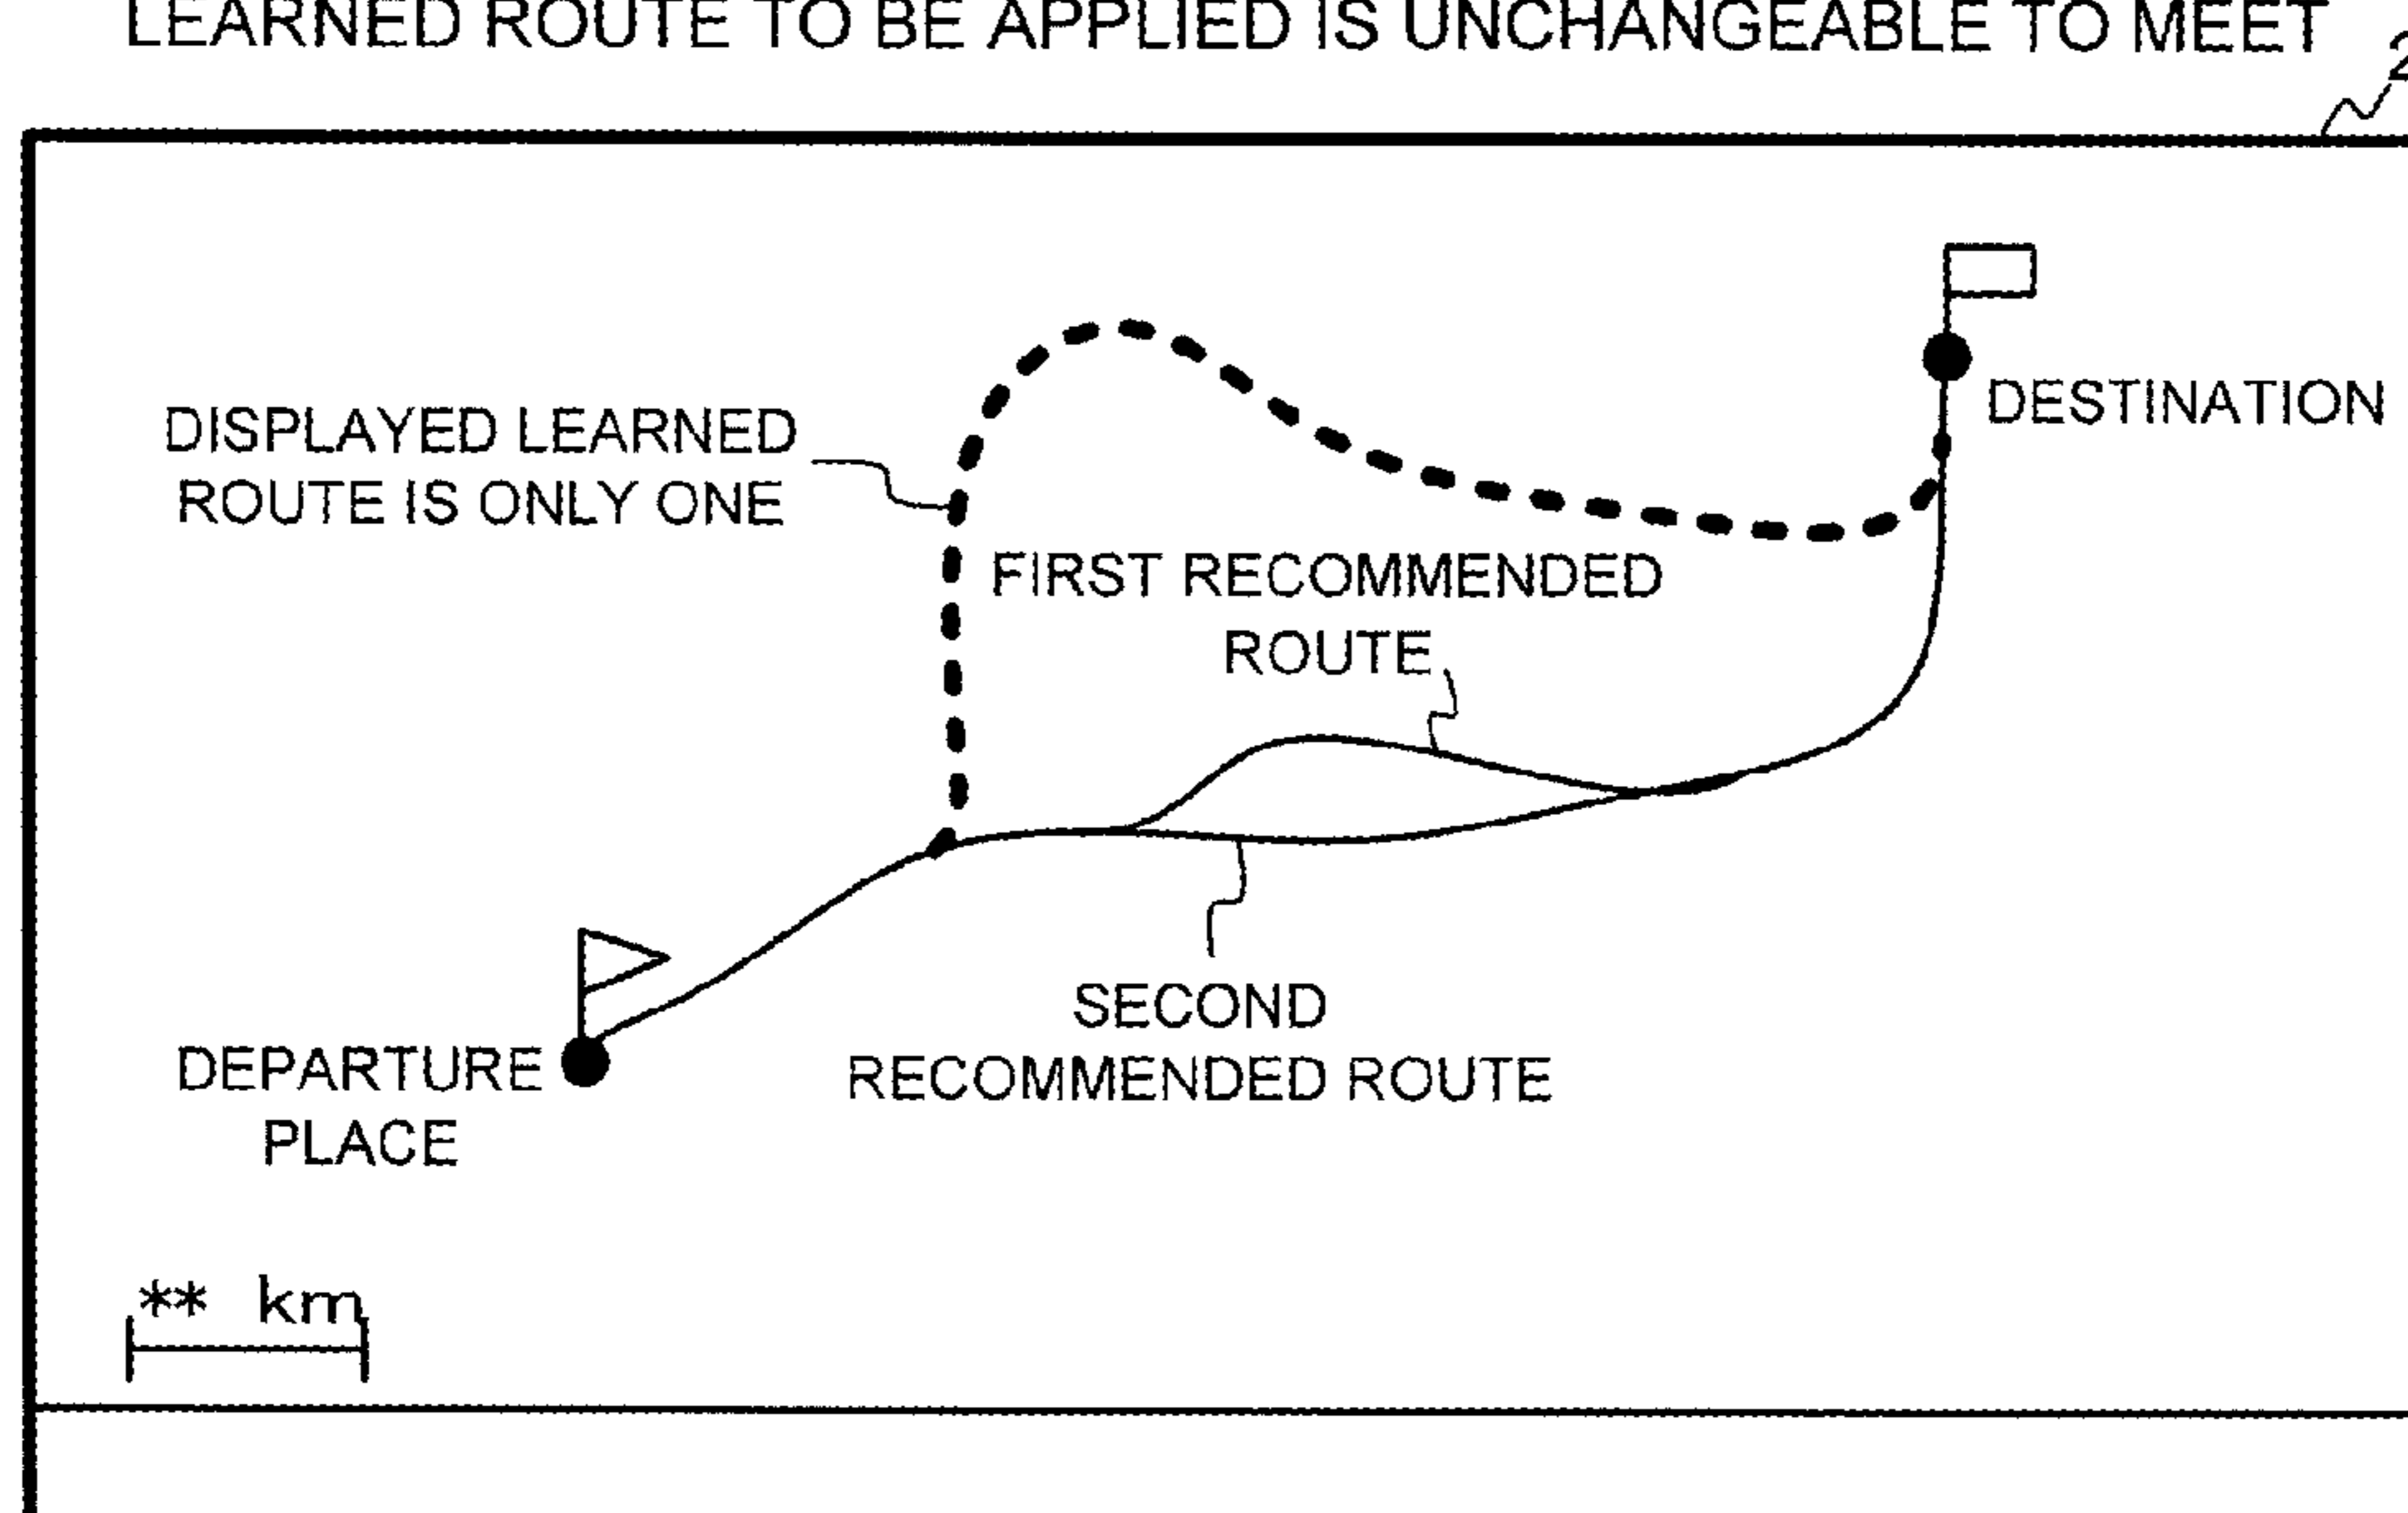 LEARNED ROUTE TO BE APPLIED IS UNCHANGEABLE TO MEET
DESTINATION
DISPLAYED LEARNED
ROUTE IS ONLY ONE
FIRST RECOMMENDED
ROUTE
SECOND
RECOMMENDED ROUTE
DEPARTURE
PLACE
** km